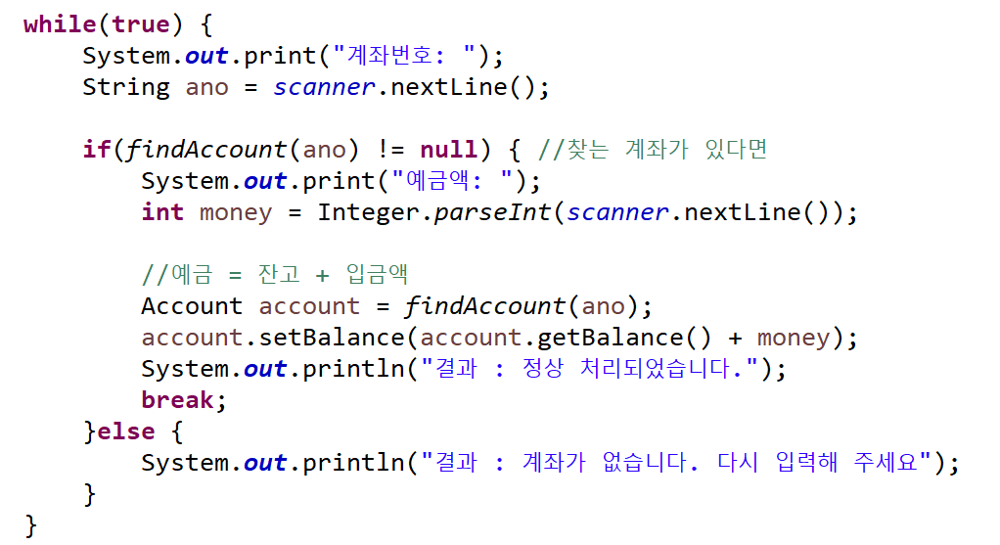 while(true) {
    System.out.print("계좌번호: ");
    String ano = scanner.nextLine();

    if(findAccount(ano) != null) { //찾는 계좌가 있다면
        System.out.print("예금액: ");
        int money = Integer.parseInt(scanner.nextLine());

        //예금 = 잔고 + 입금액
        Account account = findAccount(ano);
        account.setBalance(account.getBalance() + money);
        System.out.println("결과 : 정상 처리되었습니다.");
        break;
    }else {
        System.out.println("결과 : 계좌가 없습니다. 다시 입력해 주세요");
    }
}